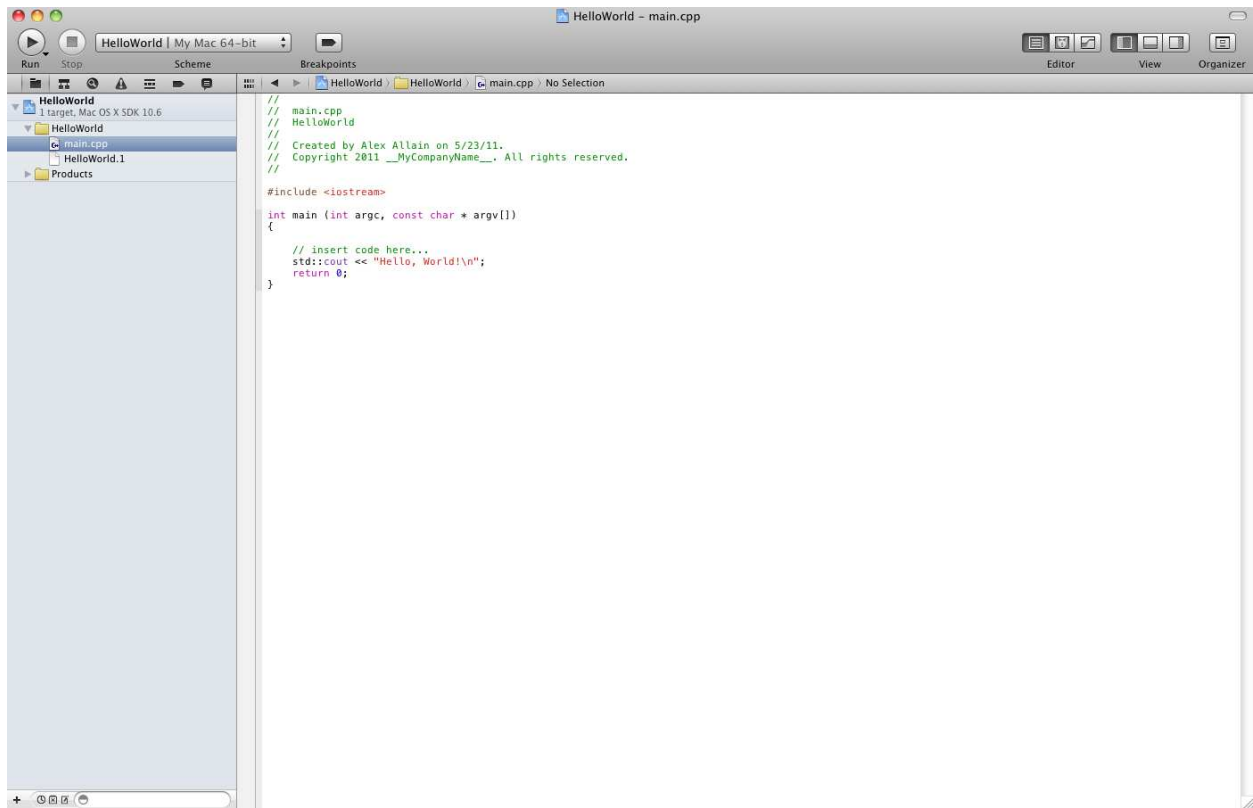 HelloWorld – main.cpp
HelloWorld | My Mac 64-bit
Run Stop Scheme Breakpoints Editor View Organizer
HelloWorld 〉 HelloWorld 〉 main.cpp 〉 No Selection
HelloWorld
1 target, Mac OS X SDK 10.6
HelloWorld
main.cpp
HelloWorld.1
Products
//
//  main.cpp
//  HelloWorld
//
//  Created by Alex Allain on 5/23/11.
//  Copyright 2011 __MyCompanyName__. All rights reserved.
//
#include <iostream>
int main (int argc, const char * argv[])
{
    // insert code here...
    std::cout << "Hello, World!\n";
    return 0;
}